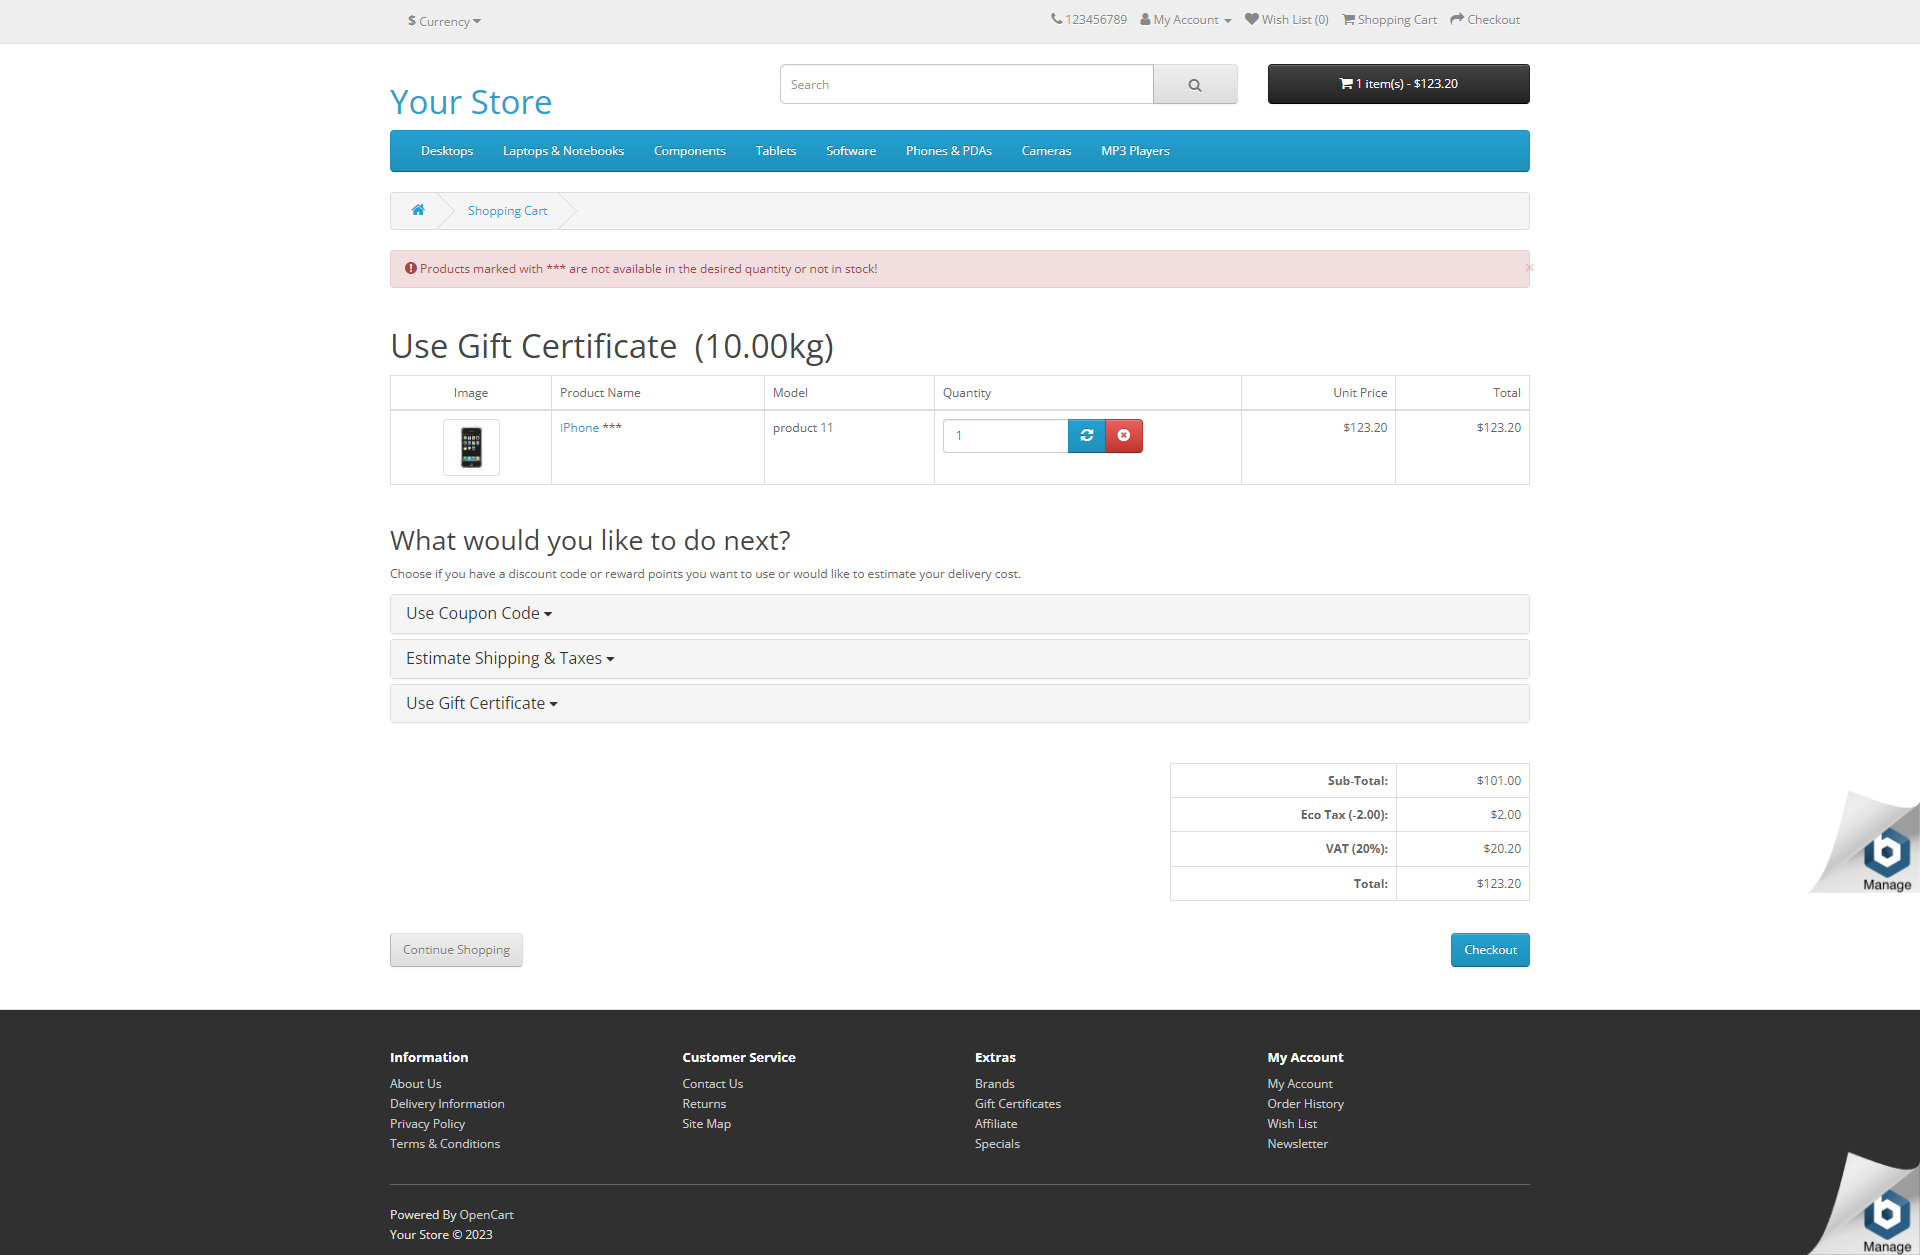 $ Currency
123456789 My Account Wish List (0) Shopping Cart Checkout
Your Store
Search
1 item(s) - $123.20
Desktops Laptops & Notebooks Components Tablets Software Phones & PDAs Cameras MP3 Players
Shopping Cart
Products marked with *** are not available in the desired quantity or not in stock!
×
Use Gift Certificate (10.00kg)
Image Product Name Model Quantity Unit Price Total
iPhone *** product 11 1 $123.20 $123.20
What would you like to do next?
Choose if you have a discount code or reward points you want to use or would like to estimate your delivery cost.
Use Coupon Code
Estimate Shipping & Taxes
Use Gift Certificate
Sub-Total: $101.00
Eco Tax (-2.00): $2.00
VAT (20%): $20.20
Total: $123.20
Manage
Continue Shopping Checkout
Information
About Us
Delivery Information
Privacy Policy
Terms & Conditions
Customer Service
Contact Us
Returns
Site Map
Extras
Brands
Gift Certificates
Affiliate
Specials
My Account
My Account
Order History
Wish List
Newsletter
Powered By OpenCart
Your Store © 2023
Manage